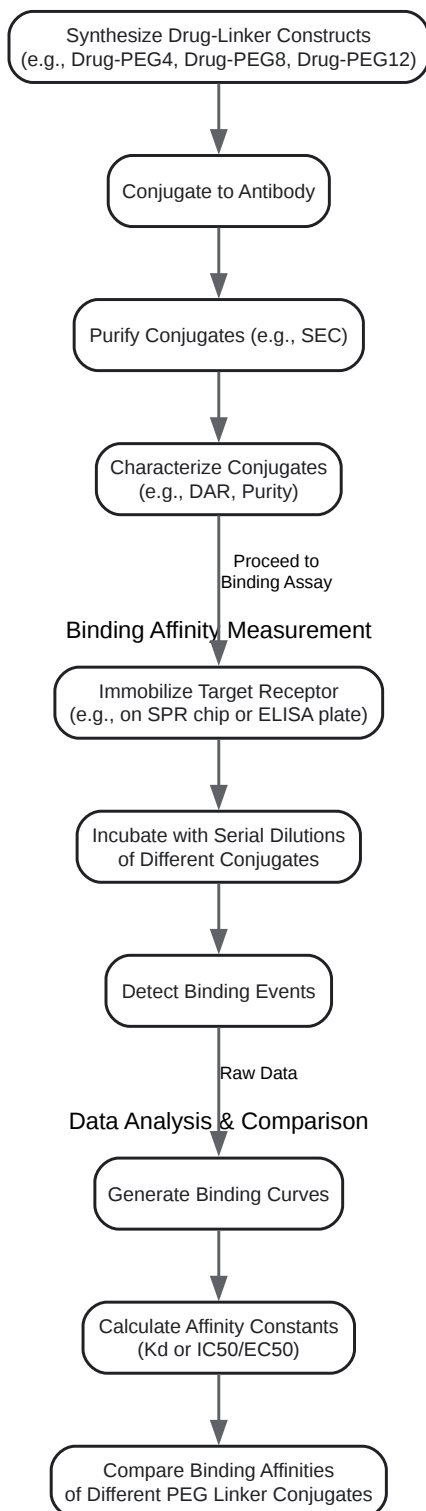 Synthesize Drug-Linker Constructs
(e.g., Drug-PEG4, Drug-PEG8, Drug-PEG12)
Conjugate to Antibody
Purify Conjugates (e.g., SEC)
Characterize Conjugates
(e.g., DAR, Purity)
Proceed to
Binding Assay
Binding Affinity Measurement
Immobilize Target Receptor
(e.g., on SPR chip or ELISA plate)
Incubate with Serial Dilutions
of Different Conjugates
Detect Binding Events
Raw Data
Data Analysis & Comparison
Generate Binding Curves
Calculate Affinity Constants
(Kd or IC50/EC50)
Compare Binding Affinities
of Different PEG Linker Conjugates